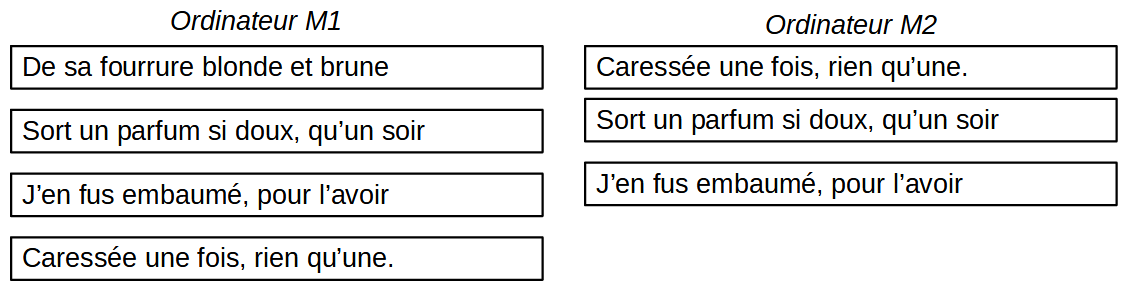 Ordinateur M1
De sa fourrure blonde et brune
Sort un parfum si doux, qu’un soir
J’en fus embaumé, pour l’avoir
Caressée une fois, rien qu’une.
Ordinateur M2
Caressée une fois, rien qu’une.
Sort un parfum si doux, qu’un soir
J’en fus embaumé, pour l’avoir